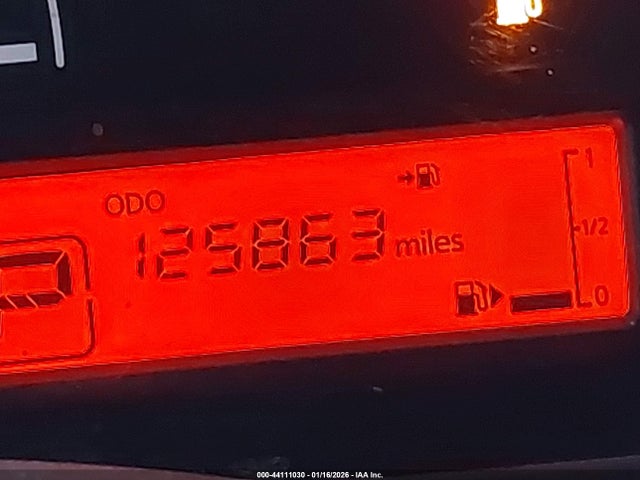 ODO
125863 miles
1
1/2
0
P
000-44111030 - 01/16/2026 - IAA Inc.